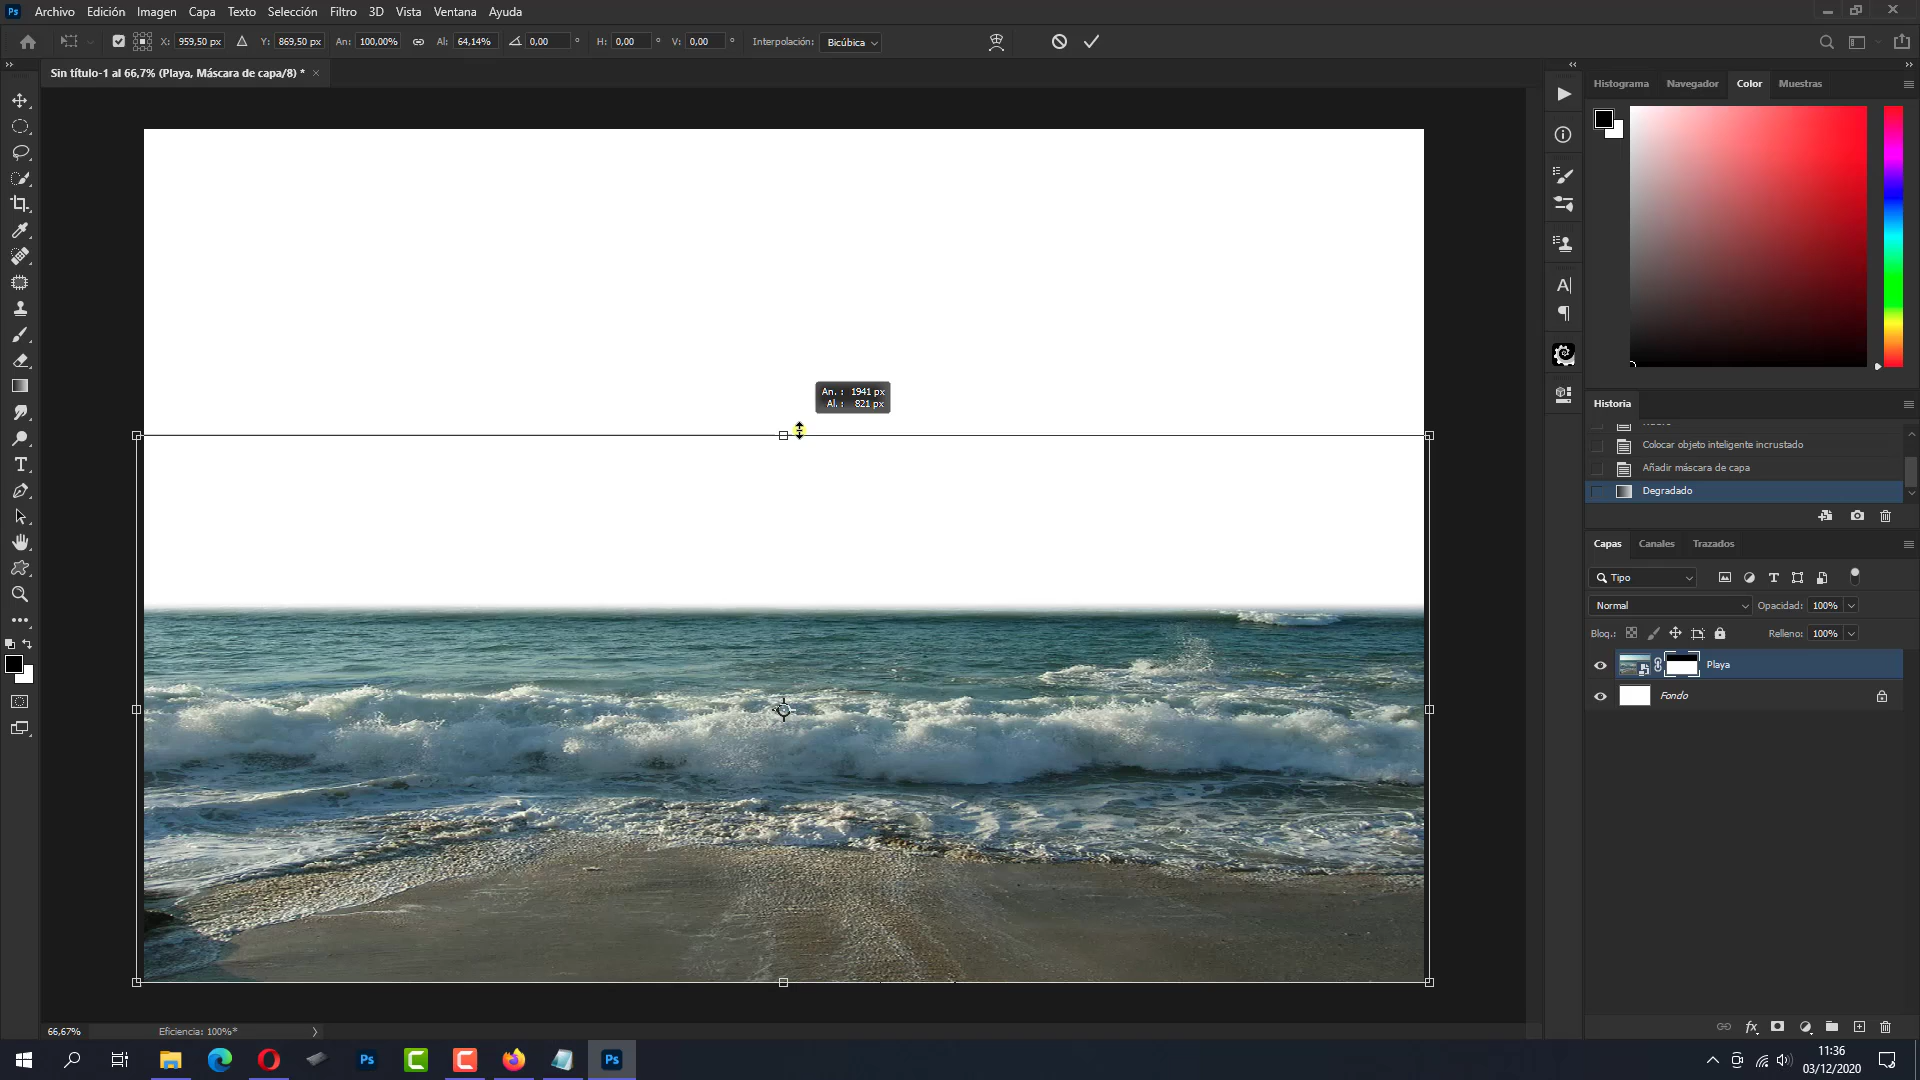 Ps Archivo Edición Imagen Capa Texto Selección Filtro 3D Vista Ventana Ayuda
X: 959,50 px Y: 869,50 px An: 100,00% Al: 64,14% 0,00 ° H: 0,00 ° V: 0,00 ° Interpolación: Bicúbica
Sin título-1 al 66,7% (Playa, Máscara de capa/8) * ×
Histograma Navegador Color Muestras
An. : 1941 px
Al. : 821 px
Historia
Colocar objeto inteligente incrustado
Añadir máscara de capa
Degradado
Capas Canales Trazados
Tipo
Normal Opacidad: 100%
Bloq.: Relleno: 100%
Playa
Fondo
66,67% Eficiencia: 100%*
Ps Ps
11:36
03/12/2020